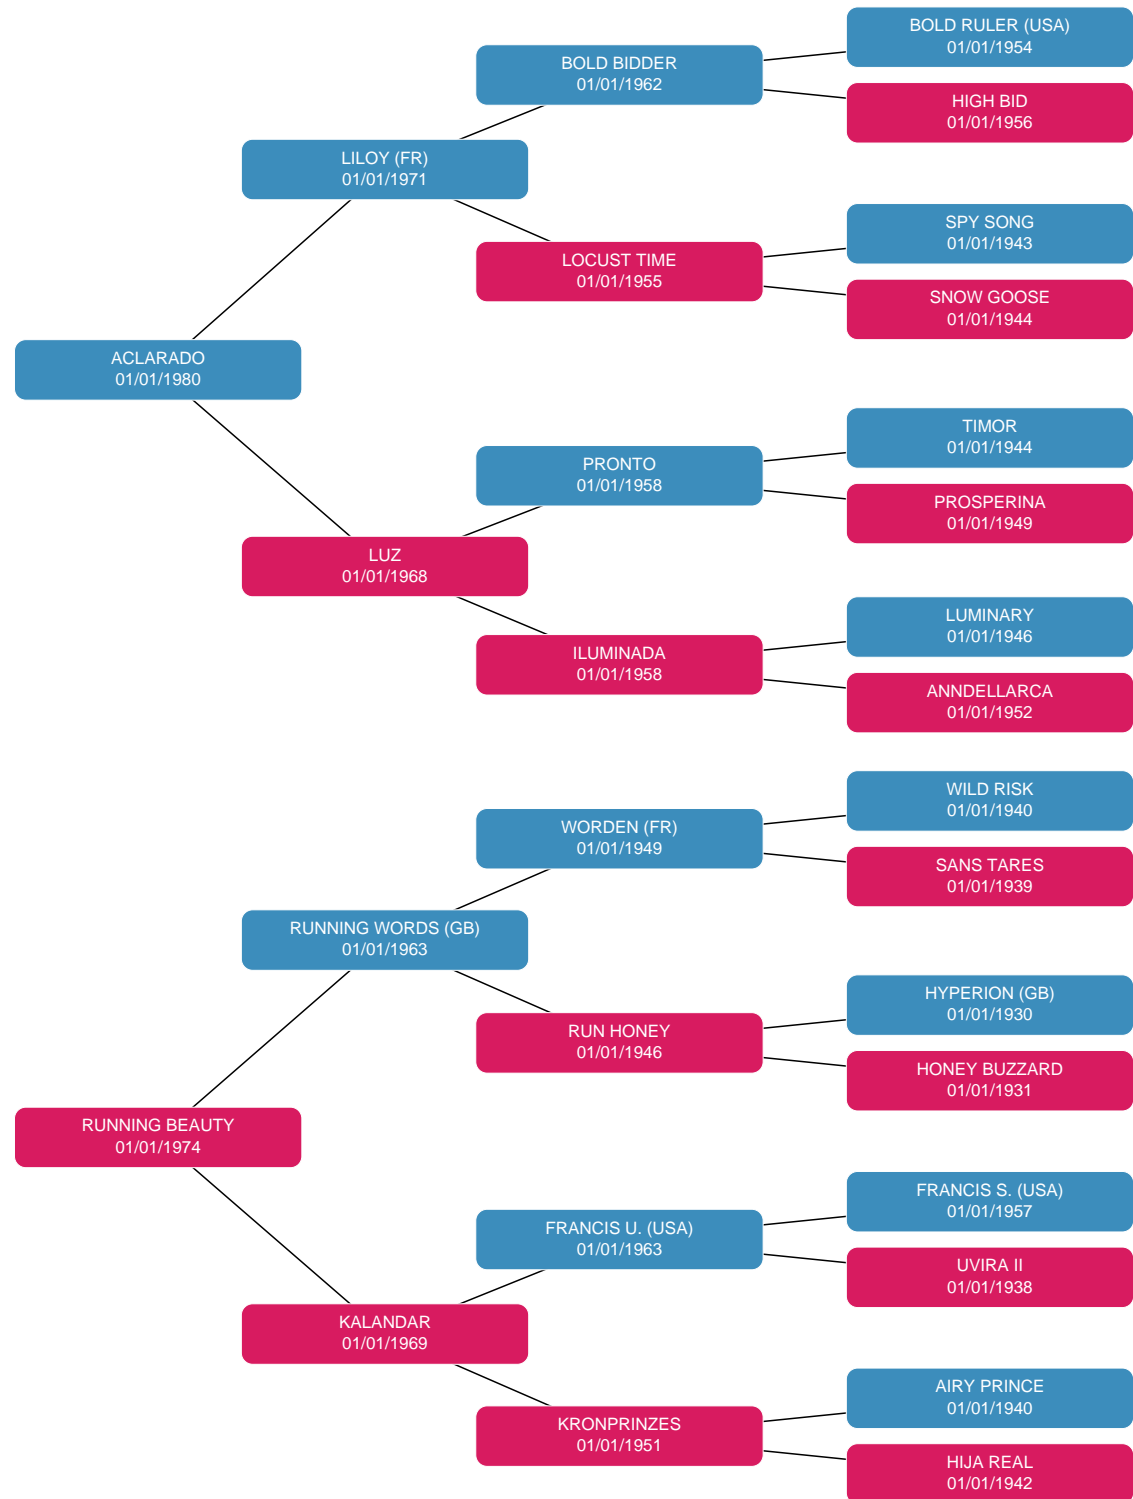 BOLD RULER (USA)
01/01/1954
BOLD BIDDER
01/01/1962
HIGH BID
01/01/1956
LILOY (FR)
01/01/1971
SPY SONG
01/01/1943
LOCUST TIME
01/01/1955
SNOW GOOSE
01/01/1944
ACLARADO
01/01/1980
TIMOR
01/01/1944
PRONTO
01/01/1958
PROSPERINA
01/01/1949
LUZ
01/01/1968
LUMINARY
01/01/1946
ILUMINADA
01/01/1958
ANNDELLARCA
01/01/1952
WILD RISK
01/01/1940
WORDEN (FR)
01/01/1949
SANS TARES
01/01/1939
RUNNING WORDS (GB)
01/01/1963
HYPERION (GB)
01/01/1930
RUN HONEY
01/01/1946
HONEY BUZZARD
01/01/1931
RUNNING BEAUTY
01/01/1974
FRANCIS S. (USA)
01/01/1957
FRANCIS U. (USA)
01/01/1963
UVIRA II
01/01/1938
KALANDAR
01/01/1969
AIRY PRINCE
01/01/1940
KRONPRINZES
01/01/1951
HIJA REAL
01/01/1942